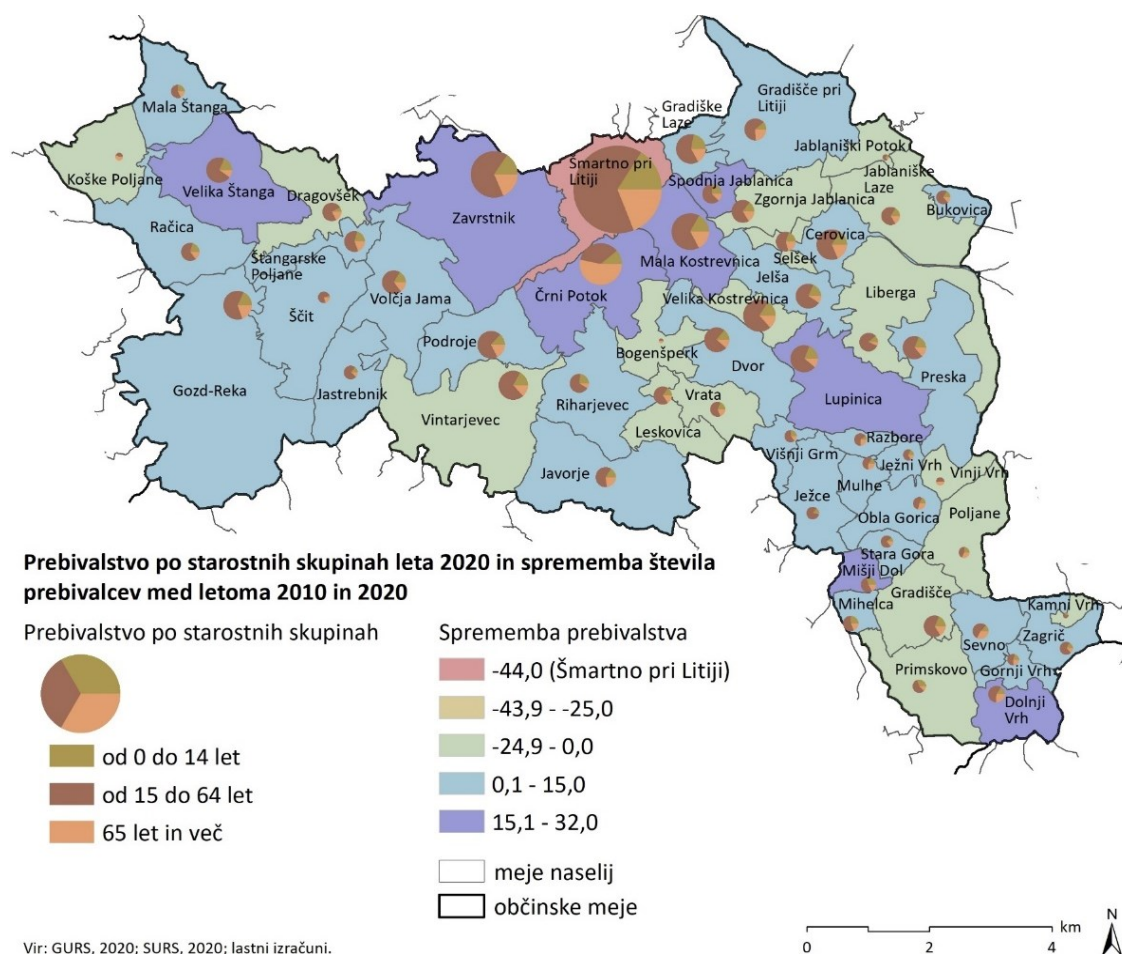 Gradišče pri
Litiji
Gradiške
Laze
Mala Štanga
Jablaniški Potok
Šmartno pri
Litiji
Jablaniške
Laze
Koške Poljane
Velika Štanga
Spodnja Jablanica
Dragovšek
Zgornja Jablanica
Bukovica
Zavrstnik
Račica
Cerovica
Štangarske
Poljane
Mala Kostrevnica
Selšek
Jelša
Ščit
Volčja Jama
Črni Potok
Velika Kostrevnica
Liberga
Podroje
Bogenšperk
Dvor
Gozd-Reka
Jastrebnik
Preska
Vintarjevec
Riharjevec
Vrata
Lupinica
Leskovica
Razbore
Višnji Grm
Javorje
Ježni Vrh
Vinji Vrh
Mulhe
Ježce
Poljane
Obla Gorica
Stara Gora
Mišji Dol
Gradišče
Mihelca
Kamni Vrh
Sevno
Zagrič
Primskovo
Gornji Vrh
Dolnji
Vrh
Prebivalstvo po starostnih skupinah leta 2020 in sprememba števila
prebivalcev med letoma 2010 in 2020
Prebivalstvo po starostnih skupinah
od 0 do 14 let
od 15 do 64 let
65 let in več
Sprememba prebivalstva
-44,0 (Šmartno pri Litiji)
-43,9 - -25,0
-24,9 - 0,0
0,1 - 15,0
15,1 - 32,0
meje naselij
občinske meje
km
0 2 4
N
Vir: GURS, 2020; SURS, 2020; lastni izračuni.